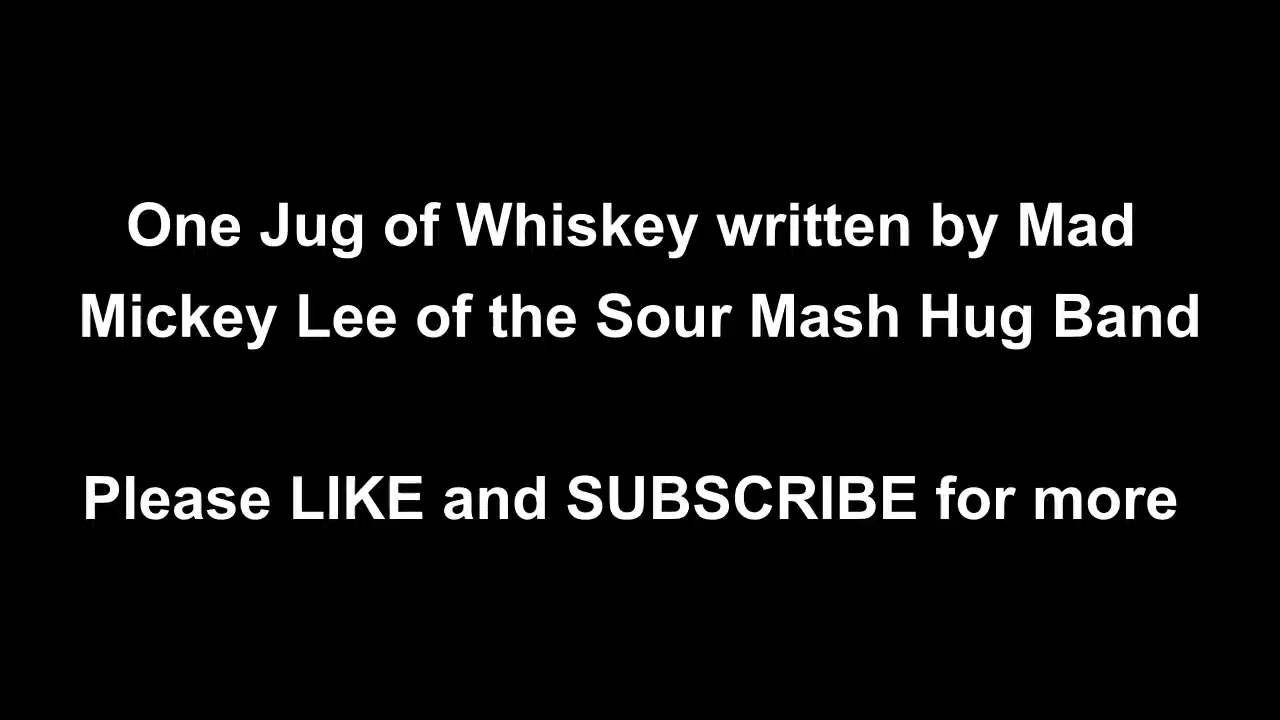 One Jug of Whiskey written by Mad
Mickey Lee of the Sour Mash Hug Band
Please LIKE and SUBSCRIBE for more